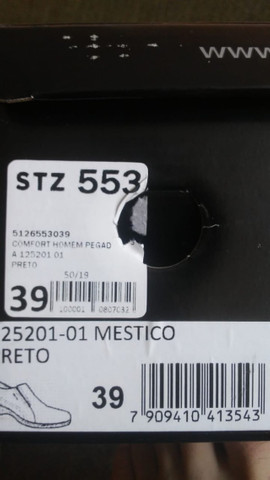 www
STZ 553
5126553039
COMFORT HOMEM PEGAD
A 125201 01
PRETO
50/19
39
25201-01 MESTICO
RETO
39
7 909410 413543